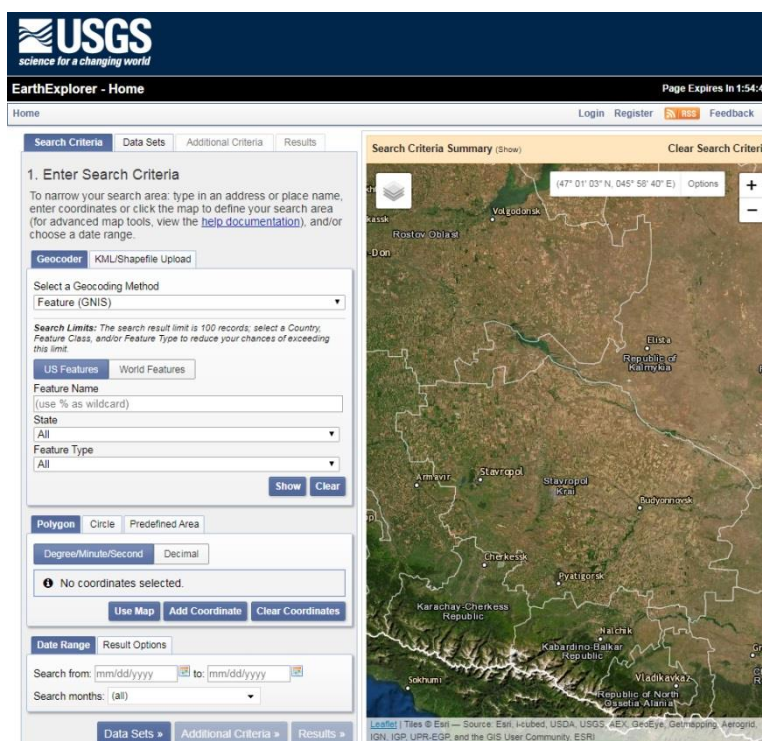 USGS
science for a changing world
EarthExplorer - Home
Page Expires In 1:54:4
Home
Login Register RSS Feedback
Search Criteria Data Sets Additional Criteria Results
1. Enter Search Criteria
To narrow your search area: type in an address or place name,
enter coordinates or click the map to define your search area
(for advanced map tools, view the help documentation), and/or
choose a date range.
Geocoder KML/Shapefile Upload
Select a Geocoding Method
Feature (GNIS)
Search Limits: The search result limit is 100 records; select a Country,
Feature Class, and/or Feature Type to reduce your chances of exceeding
this limit.
US Features World Features
Feature Name
(use % as wildcard)
State
All
Feature Type
All
Show Clear
Polygon Circle Predefined Area
Degree/Minute/Second Decimal
No coordinates selected.
Use Map Add Coordinate Clear Coordinates
Date Range Result Options
Search from: mm/dd/yyyy to: mm/dd/yyyy
Search months: (all)
Data Sets » Additional Criteria » Results »
Search Criteria Summary (Show)
Clear Search Criteri
(47° 01' 03" N, 045° 58' 40" E) Options
+
−
Volgodonsk
Rostov Oblast
-Don
Elista
Republic of
Kalmykia
Armavir
Stavropol
Stavropol
Krai
Budyonnovsk
Cherkessk
Pyatigorsk
Karachay-Cherkess
Republic
Nalchik
Kabardino-Balkar
Republic
Sokhumi
Vladikavkaz
Republic of North
Ossetia-Alania
Leaflet | Tiles © Esri — Source: Esri, i-cubed, USDA, USGS, AEX, GeoEye, Getmapping, Aerogrid,
IGN, IGP, UPR-EGP, and the GIS User Community, ESRI